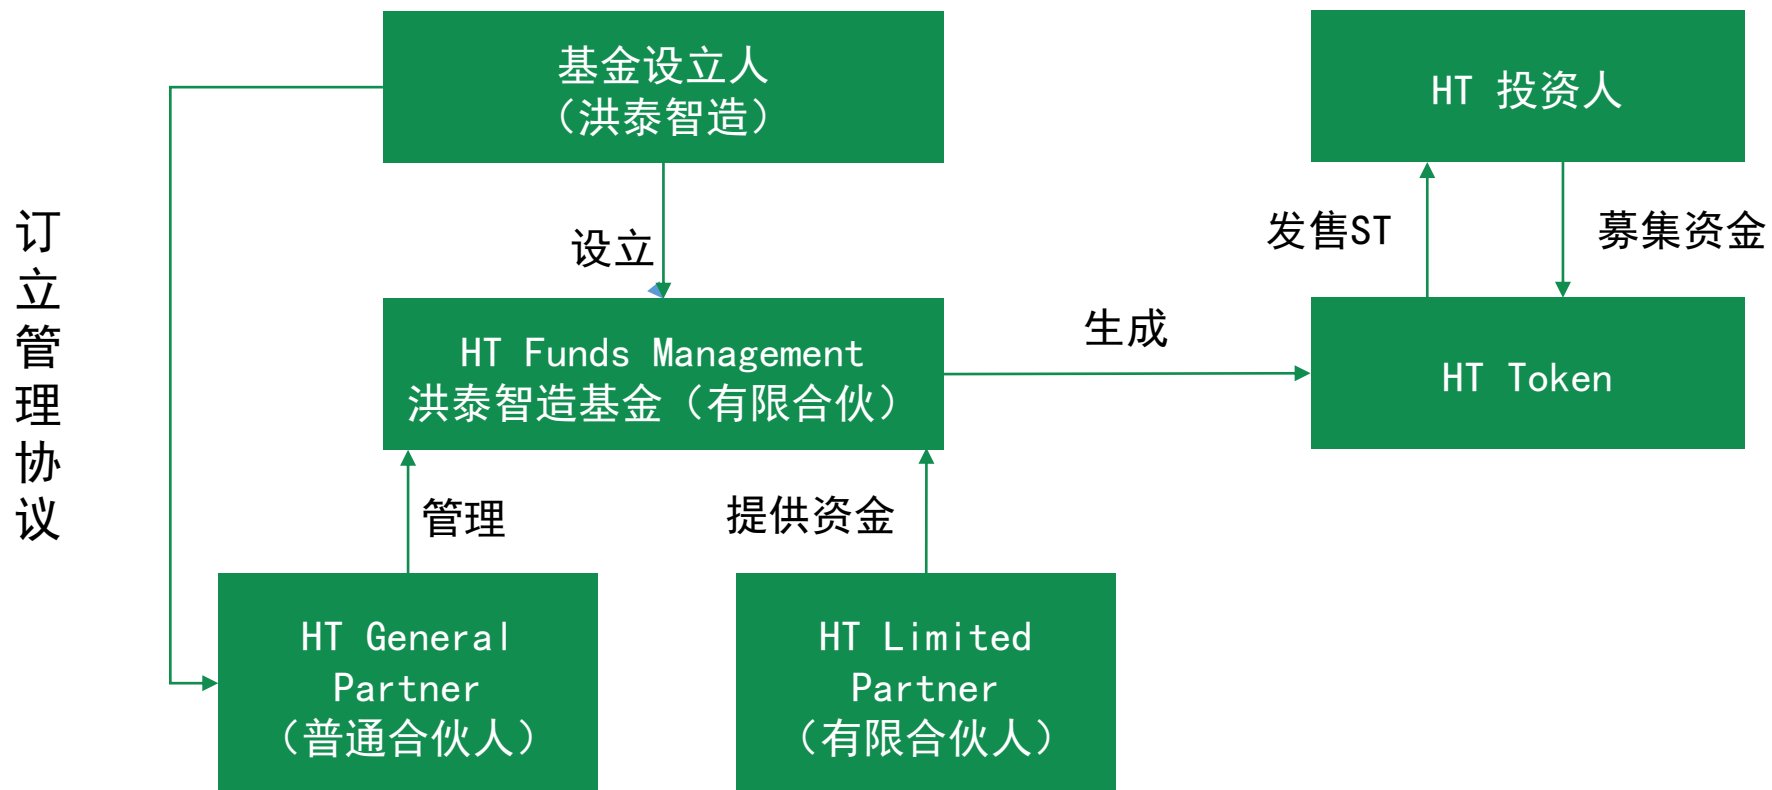 基金设立人
（洪泰智造）
HT 投资人
订立管理协议
设立
发售ST
募集资金
HT Funds Management
洪泰智造基金（有限合伙）
生成
HT Token
管理
提供资金
HT General
Partner
（普通合伙人）
HT Limited
Partner
（有限合伙人）